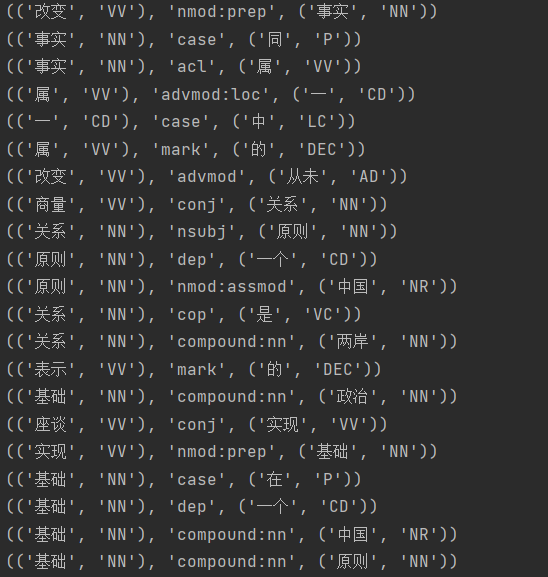 (('改变', 'VV'), 'nmod:prep', ('事实', 'NN'))
(('事实', 'NN'), 'case', ('同', 'P'))
(('事实', 'NN'), 'acl', ('属', 'VV'))
(('属', 'VV'), 'advmod:loc', ('一', 'CD'))
(('一', 'CD'), 'case', ('中', 'LC'))
(('属', 'VV'), 'mark', ('的', 'DEC'))
(('改变', 'VV'), 'advmod', ('从未', 'AD'))
(('商量', 'VV'), 'conj', ('关系', 'NN'))
(('关系', 'NN'), 'nsubj', ('原则', 'NN'))
(('原则', 'NN'), 'dep', ('一个', 'CD'))
(('原则', 'NN'), 'nmod:assmod', ('中国', 'NR'))
(('关系', 'NN'), 'cop', ('是', 'VC'))
(('关系', 'NN'), 'compound:nn', ('两岸', 'NN'))
(('表示', 'VV'), 'mark', ('的', 'DEC'))
(('基础', 'NN'), 'compound:nn', ('政治', 'NN'))
(('座谈', 'VV'), 'conj', ('实现', 'VV'))
(('实现', 'VV'), 'nmod:prep', ('基础', 'NN'))
(('基础', 'NN'), 'case', ('在', 'P'))
(('基础', 'NN'), 'dep', ('一个', 'CD'))
(('基础', 'NN'), 'compound:nn', ('中国', 'NR'))
(('基础', 'NN'), 'compound:nn', ('原则', 'NN'))